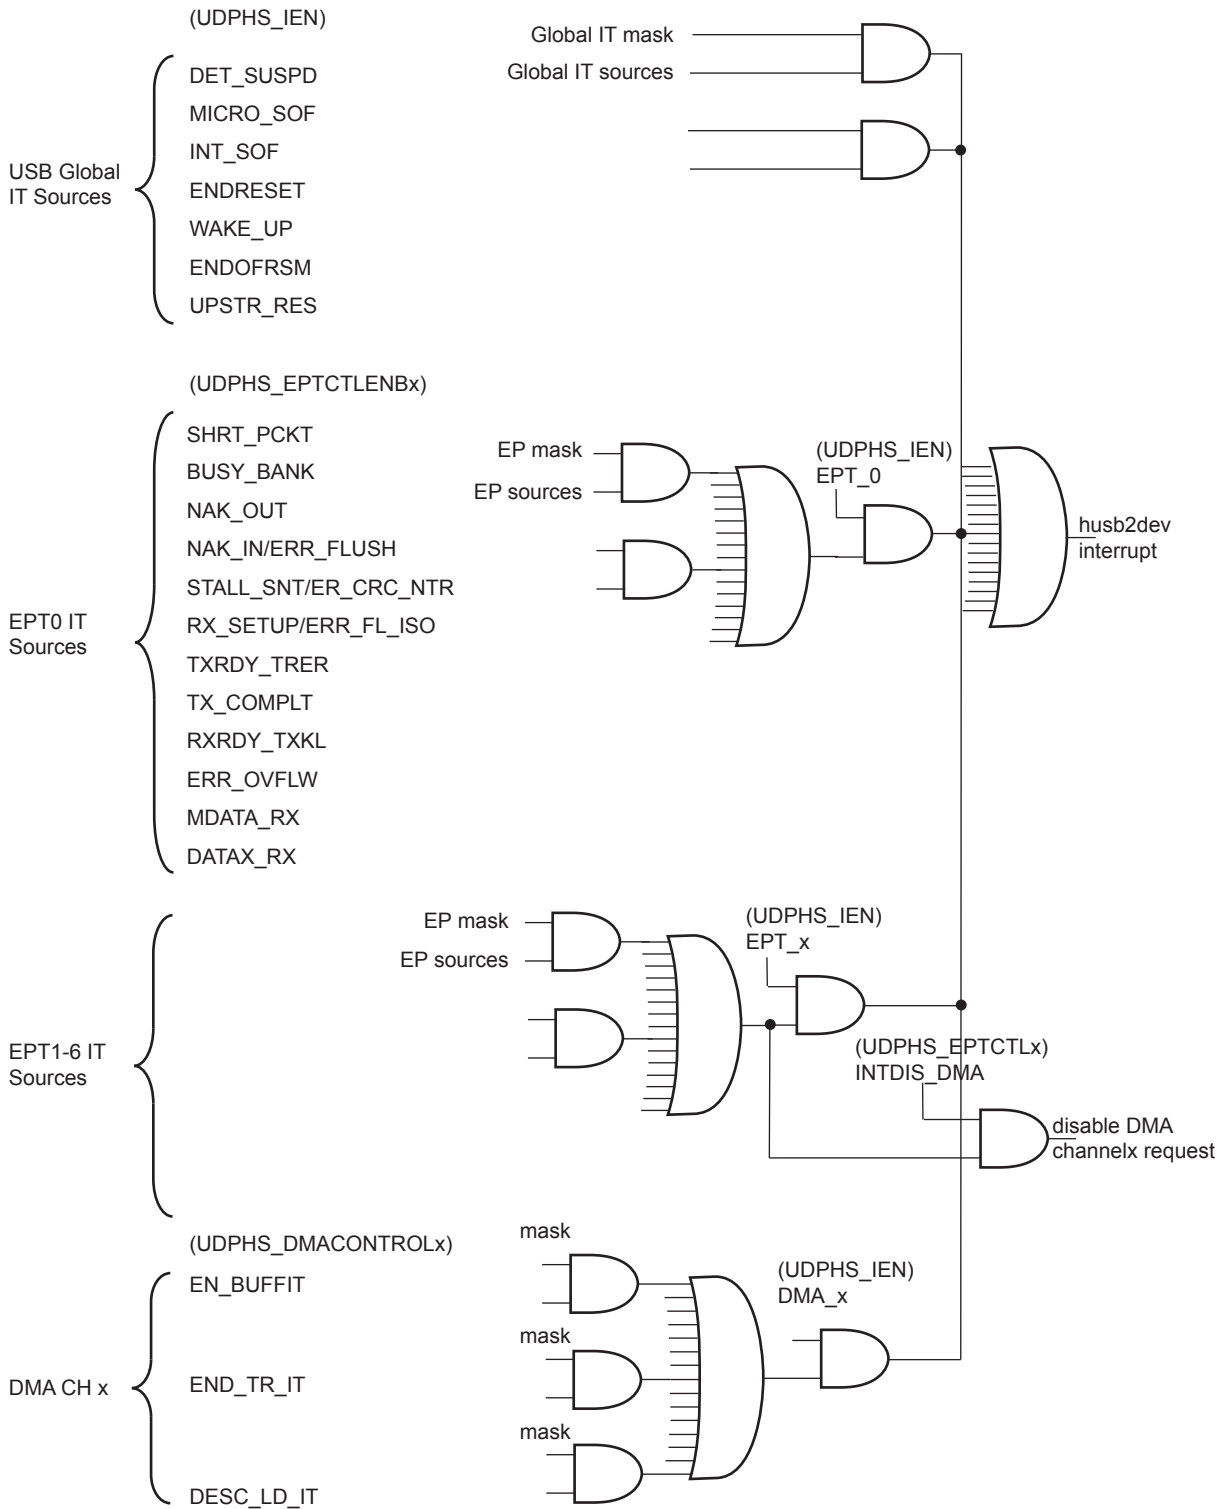 (UDPHS_IEN)
Global IT mask
Global IT sources
DET_SUSPD
MICRO_SOF
INT_SOF
ENDRESET
WAKE_UP
ENDOFRSM
UPSTR_RES
USB Global
IT Sources
(UDPHS_EPTCTLENBx)
SHRT_PCKT
BUSY_BANK
NAK_OUT
NAK_IN/ERR_FLUSH
STALL_SNT/ER_CRC_NTR
RX_SETUP/ERR_FL_ISO
TXRDY_TRER
TX_COMPLT
RXRDY_TXKL
ERR_OVFLW
MDATA_RX
DATAX_RX
EPT0 IT
Sources
EP mask
EP sources
(UDPHS_IEN)
EPT_0
husb2dev
interrupt
EPT1-6 IT
Sources
EP mask
EP sources
(UDPHS_IEN)
EPT_x
(UDPHS_EPTCTLx)
INTDIS_DMA
disable DMA
channelx request
(UDPHS_DMACONTROLx)
EN_BUFFIT
END_TR_IT
DESC_LD_IT
DMA CH x
mask
mask
mask
(UDPHS_IEN)
DMA_x